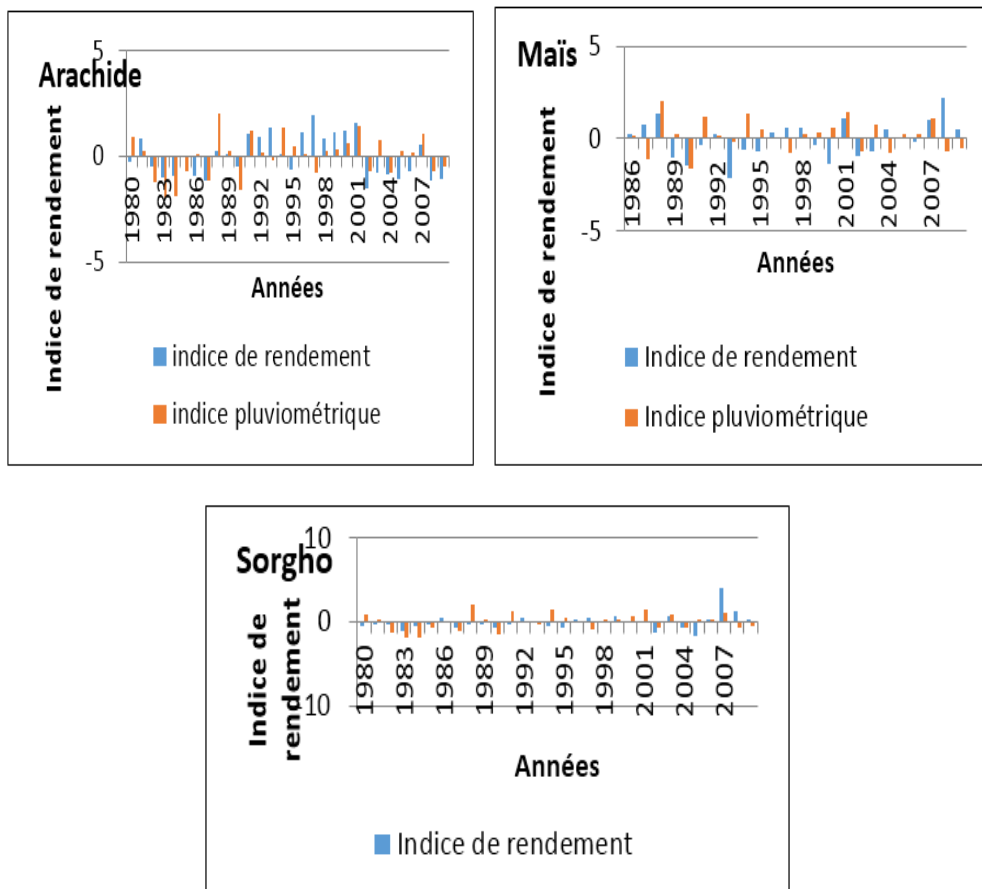 Arachide
Indice de rendement
5
0
-5
1980
1983
1986
1989
1992
1995
1998
2001
2004
2007
Années
indice de rendement
indice pluviométrique
Maïs
Indice de rendement
5
0
-5
1986
1989
1992
1995
1998
2001
2004
2007
Années
Indice de rendement
Indice pluviométrique
Sorgho
Indice de
rendement
10
0
-10
1980
1983
1986
1989
1992
1995
1998
2001
2004
2007
Années
Indice de rendement